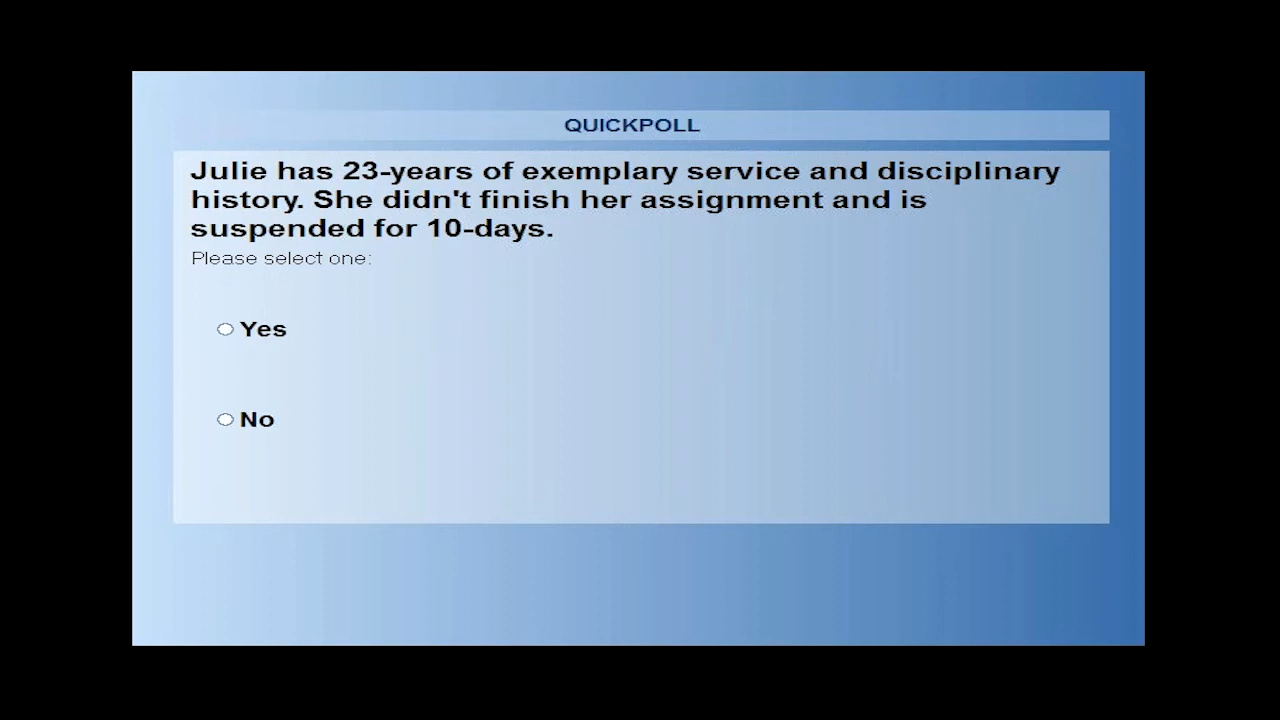 QUICKPOLL
Julie has 23-years of exemplary service and disciplinary
history. She didn't finish her assignment and is
suspended for 10-days.
Please select one:
Yes
No